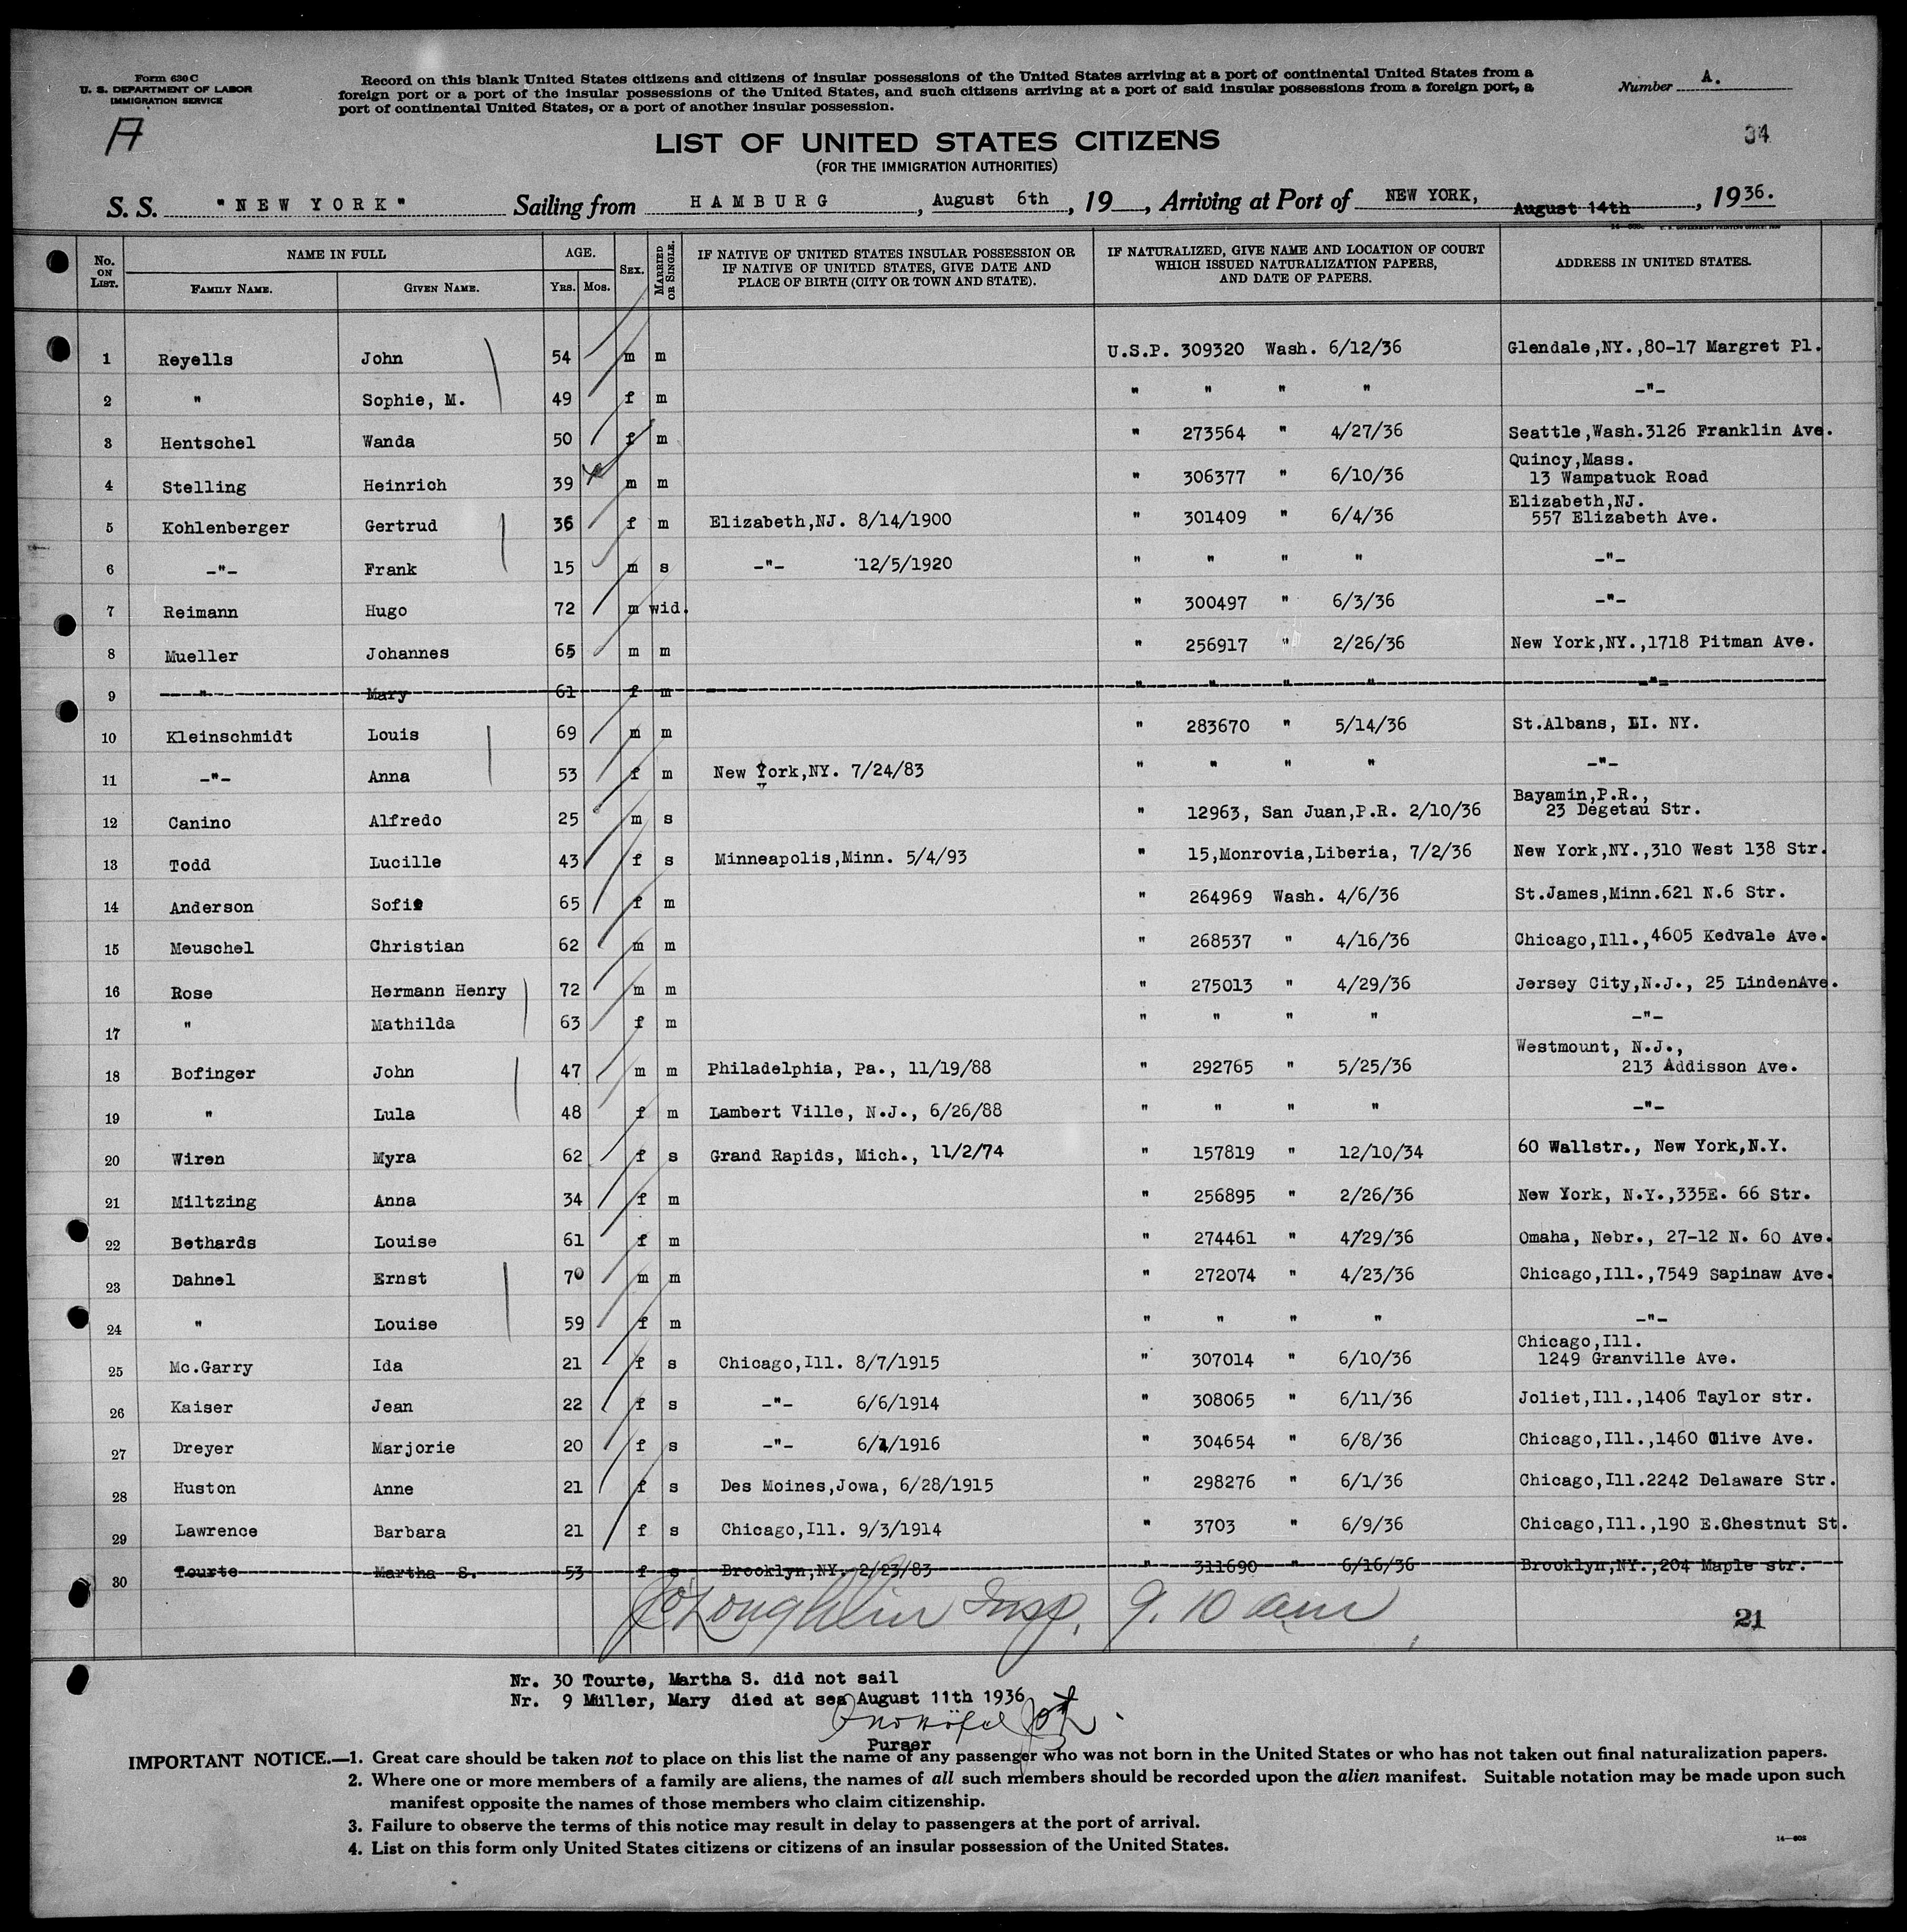 Form 630 C
U. S. DEPARTMENT OF LABOR
IMMIGRATION SERVICE
Record on this blank United States citizens and citizens of insular possessions of the United States arriving at a port of continental United States from a
foreign port or a port of the insular possessions of the United States, and such citizens arriving at a port of said insular possessions from a foreign port, a
port of continental United States, or a port of another insular possession.
Number A.
A
34
LIST OF UNITED STATES CITIZENS
(FOR THE IMMIGRATION AUTHORITIES)
S. S. "NEW YORK" Sailing from HAMBURG, August 6th, 19__, Arriving at Port of NEW YORK, August 14th, 1936.
No. ON LIST. NAME IN FULL FAMILY NAME. GIVEN NAME. AGE. YRS. MOS. SEX. MARRIED OR SINGLE. IF NATIVE OF UNITED STATES INSULAR POSSESSION OR IF NATIVE OF UNITED STATES, GIVE DATE AND PLACE OF BIRTH (CITY OR TOWN AND STATE). IF NATURALIZED, GIVE NAME AND LOCATION OF COURT WHICH ISSUED NATURALIZATION PAPERS, AND DATE OF PAPERS. ADDRESS IN UNITED STATES.
1 Reyells John 54 m m U.S.P. 309320 Wash. 6/12/36 Glendale,NY.,80-17 Margret Pl.
2 " Sophie, M. 49 f m " " " " -"-
3 Hentschel Wanda 50 f m " 273564 " 4/27/36 Seattle,Wash.3126 Franklin Ave.
4 Stelling Heinrich 39 m m " 306377 " 6/10/36 Quincy,Mass.
13 Wampatuck Road
5 Kohlenberger Gertrud 36 f m Elizabeth,NJ. 8/14/1900 " 301409 " 6/4/36 Elizabeth,NJ.
557 Elizabeth Ave.
6 -"- Frank 15 m s -"- 12/5/1920 " " " " -"-
7 Reimann Hugo 72 m wid. " 300497 " 6/3/36 -"-
8 Mueller Johannes 65 m m " 256917 " 2/26/36 New York,NY.,1718 Pitman Ave.
9 " Mary 61 f m " " " " -"-
10 Kleinschmidt Louis 69 m m " 283670 " 5/14/36 St.Albans, LI. NY.
11 -"- Anna 53 f m New York,NY. 7/24/83 " " " " -"-
12 Canino Alfredo 25 m s " 12963, San Juan,P.R. 2/10/36 Bayamin,P.R.,
23 Degetau Str.
13 Todd Lucille 43 f s Minneapolis,Minn. 5/4/93 " 15,Monrovia,Liberia, 7/2/36 New York,NY.,310 West 138 Str.
14 Anderson Sofie 65 f m " 264969 Wash. 4/6/36 St.James,Minn.621 N.6 Str.
15 Meuschel Christian 62 m m " 268537 " 4/16/36 Chicago,Ill.,4605 Kedvale Ave.
16 Rose Hermann Henry 72 m m " 275013 " 4/29/36 Jersey City,N.J., 25 LindenAve.
17 " Mathilda 63 f m " " " " -"-
18 Bofinger John 47 m m Philadelphia, Pa., 11/19/88 " 292765 " 5/25/36 Westmount, N.J.,
213 Addisson Ave.
19 " Lula 48 f m Lambert Ville, N.J., 6/26/88 " " " " -"-
20 Wiren Myra 62 f s Grand Rapids, Mich., 11/2/74 " 157819 " 12/10/34 60 Wallstr., New York,N.Y.
21 Miltzing Anna 34 f m " 256895 " 2/26/36 New York, N.Y.,335E. 66 Str.
22 Bethards Louise 61 f m " 274461 " 4/29/36 Omaha, Nebr., 27-12 N. 60 Ave.
23 Dahnel Ernst 70 m m " 272074 " 4/23/36 Chicago,Ill.,7549 Sapinaw Ave.
24 " Louise 59 f m " " " " -"-
25 Mc.Garry Ida 21 f s Chicago,Ill. 8/7/1915 " 307014 " 6/10/36 Chicago,Ill.
1249 Granville Ave.
26 Kaiser Jean 22 f s -"- 6/6/1914 " 308065 " 6/11/36 Joliet,Ill.,1406 Taylor str.
27 Dreyer Marjorie 20 f s -"- 6/1/1916 " 304654 " 6/8/36 Chicago,Ill.,1460 Olive Ave.
28 Huston Anne 21 f s Des Moines,Jowa, 6/28/1915 " 298276 " 6/1/36 Chicago,Ill.2242 Delaware Str.
29 Lawrence Barbara 21 f s Chicago,Ill. 9/3/1914 " 3703 " 6/9/36 Chicago,Ill.,190 E.Chestnut St.
30 Tourte Martha S. 53 f s Brooklyn,NY. 2/23/83 " 311690 " 6/16/36 Brooklyn,NY.,204 Maple str.
O'Loughlin Insp. 9.10 am
21
Nr. 30 Tourte, Martha S. did not sail
Nr. 9 Müller, Mary died at sea August 11th 1936
Purser
IMPORTANT NOTICE.—1. Great care should be taken not to place on this list the name of any passenger who was not born in the United States or who has not taken out final naturalization papers.
2. Where one or more members of a family are aliens, the names of all such members should be recorded upon the alien manifest. Suitable notation may be made upon such
manifest opposite the names of those members who claim citizenship.
3. Failure to observe the terms of this notice may result in delay to passengers at the port of arrival.
4. List on this form only United States citizens or citizens of an insular possession of the United States.